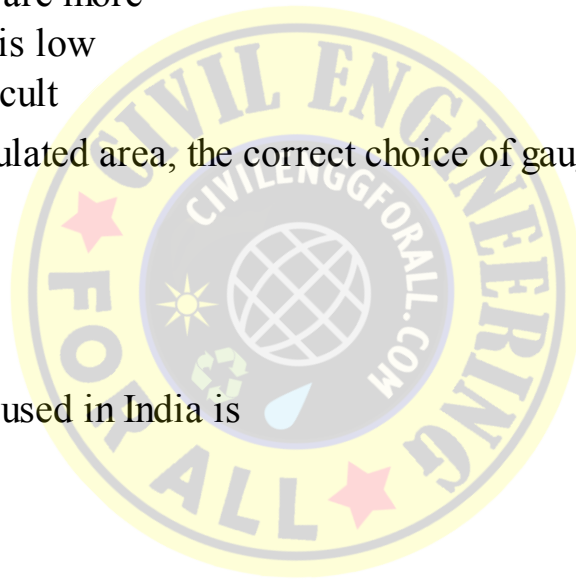 are more
is low
cult
ulated area, the correct choice of gau
used in India is
CIVIL ENGINEERING
CIVILENGGFORALL.COM
FOR ALL